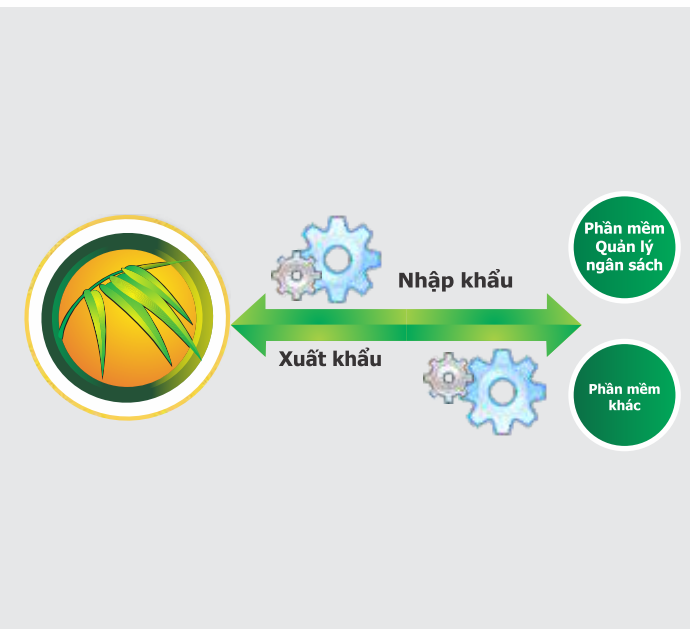 Phần mềm
Quản lý
ngân sách
Nhập khẩu
Xuất khẩu
Phần mềm
khác